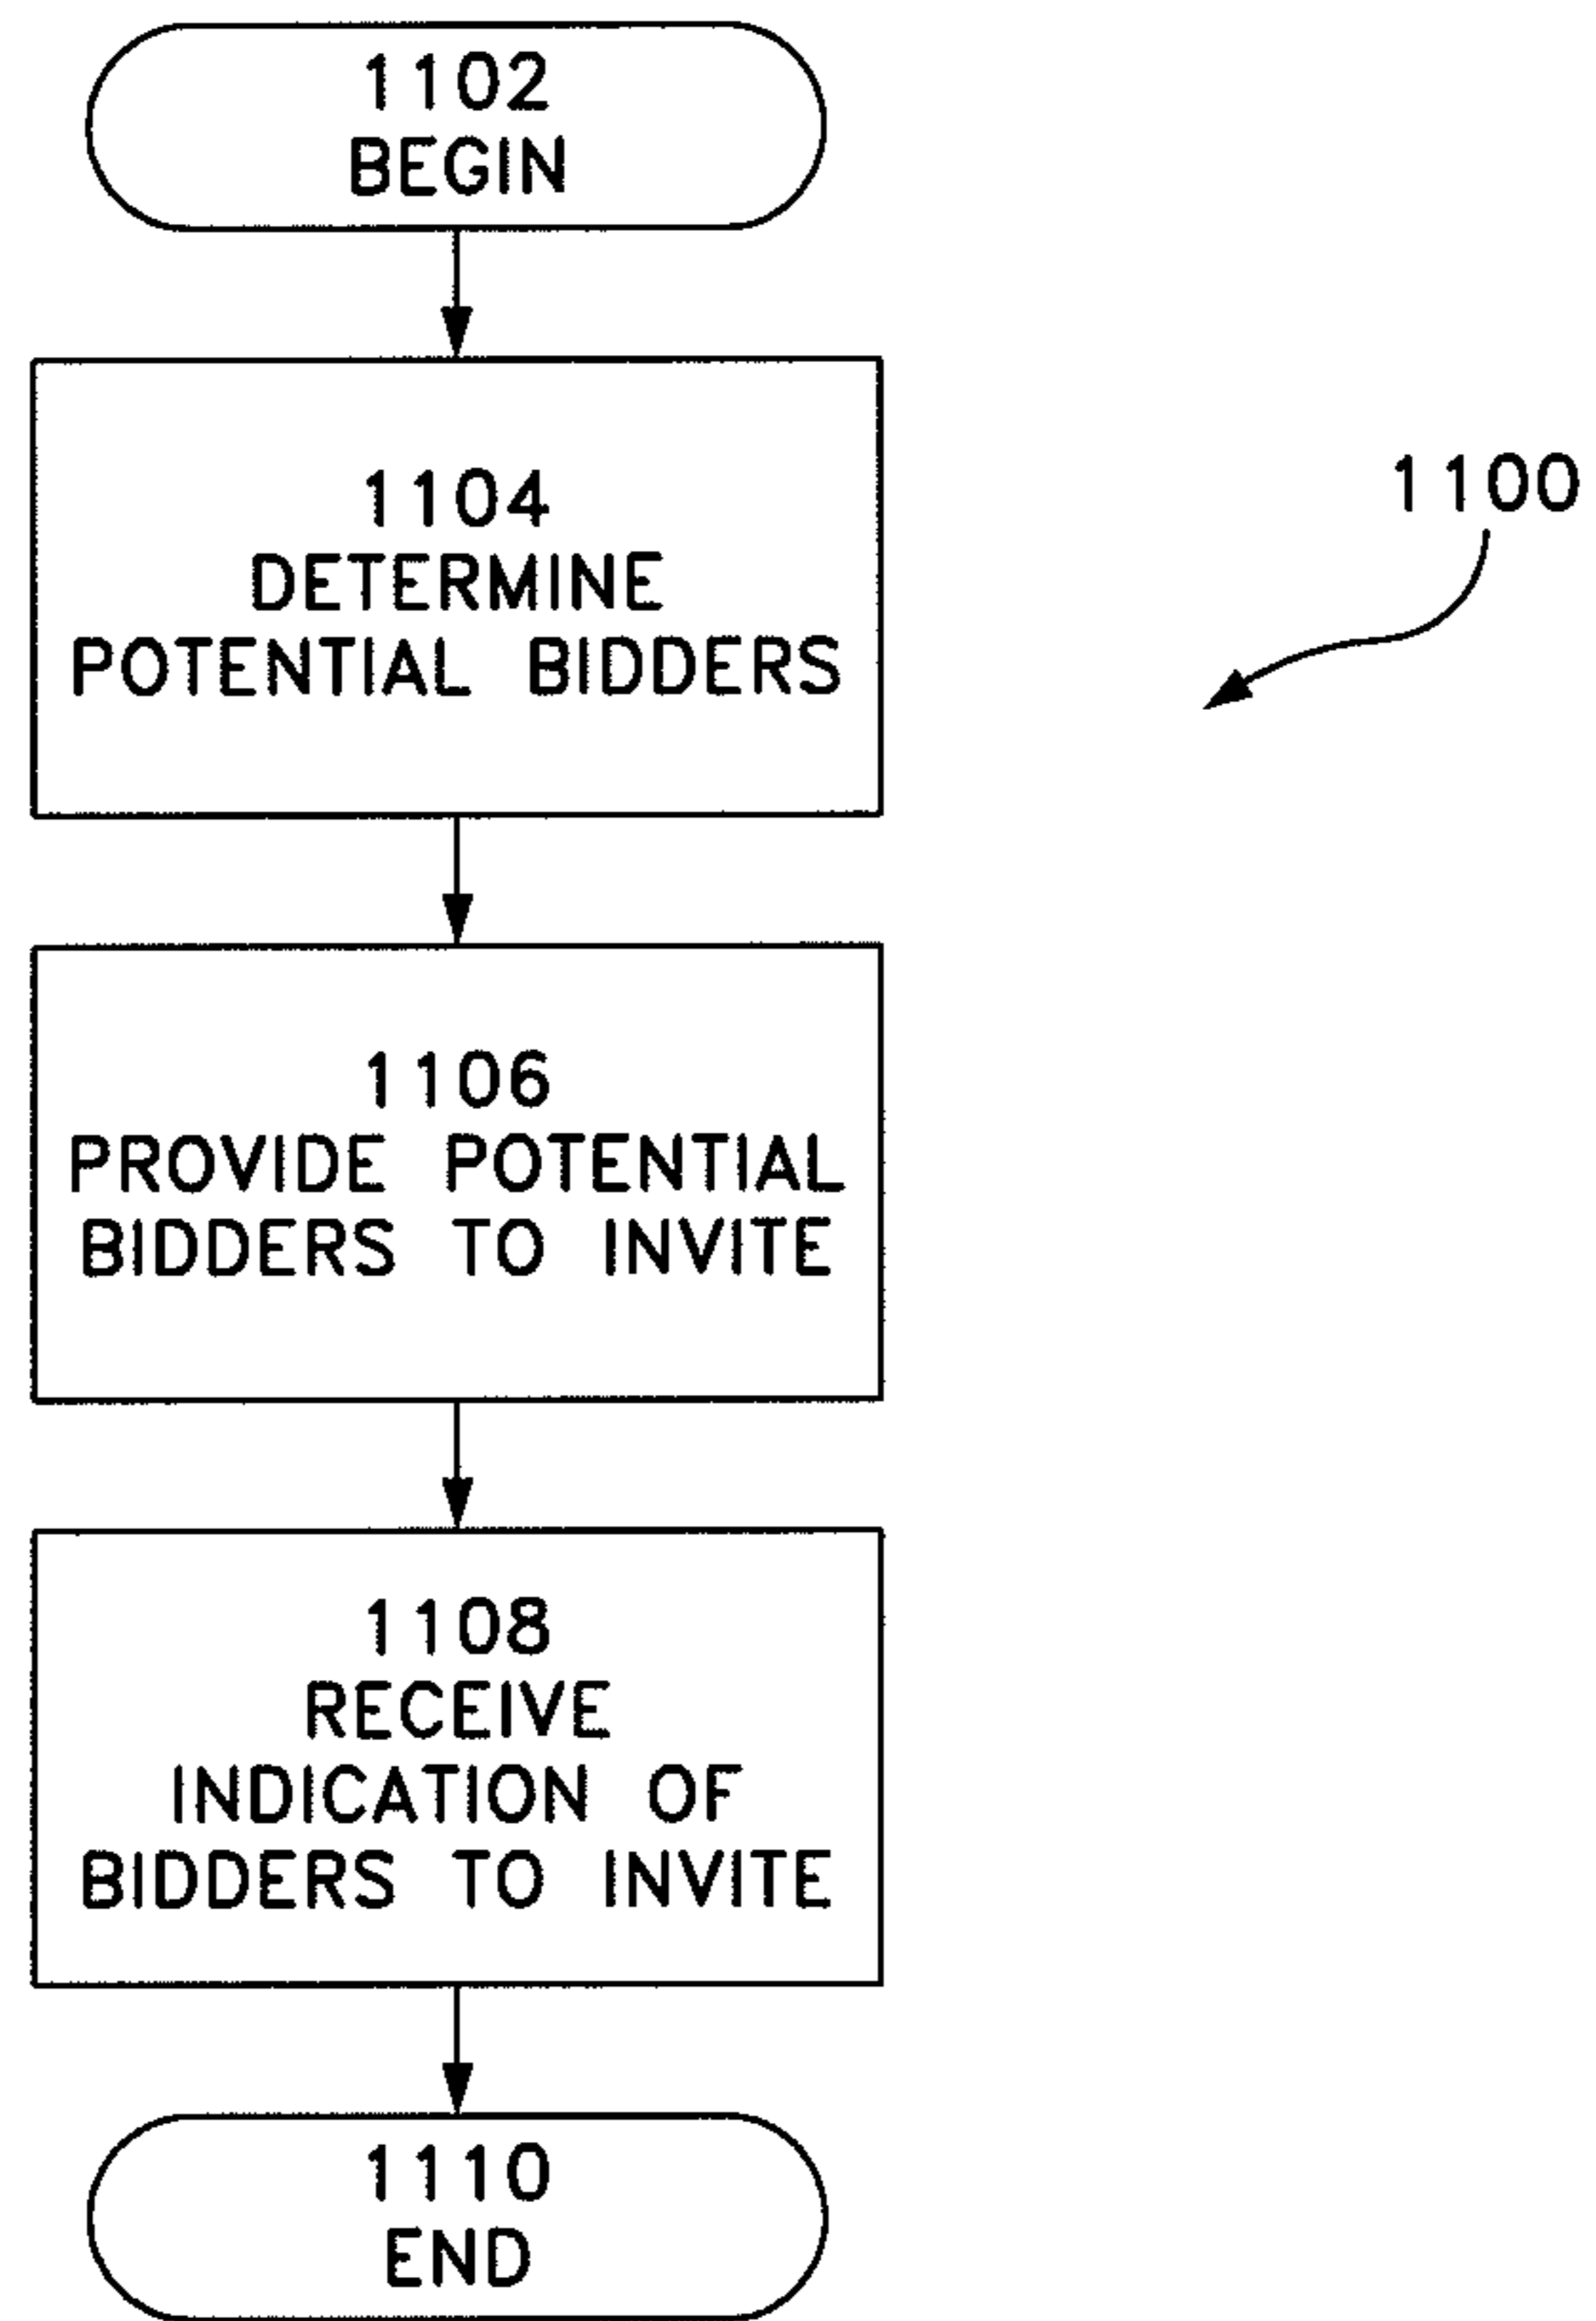 1102
BEGIN
1104
DETERMINE
POTENTIAL BIDDERS
1100
1106
PROVIDE POTENTIAL
BIDDERS TO INVITE
1108
RECEIVE
INDICATION OF
BIDDERS TO INVITE
1110
END